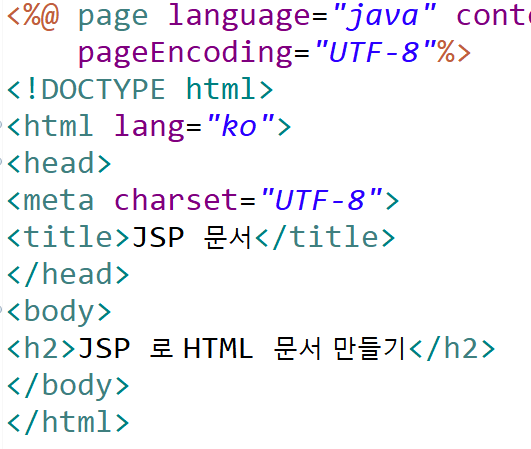 <%@ page language="java" conte
pageEncoding="UTF-8"%>
<!DOCTYPE html>
<html lang="ko">
<head>
<meta charset="UTF-8">
<title>JSP 문서</title>
</head>
<body>
<h2>JSP 로 HTML 문서 만들기</h2>
</body>
</html>